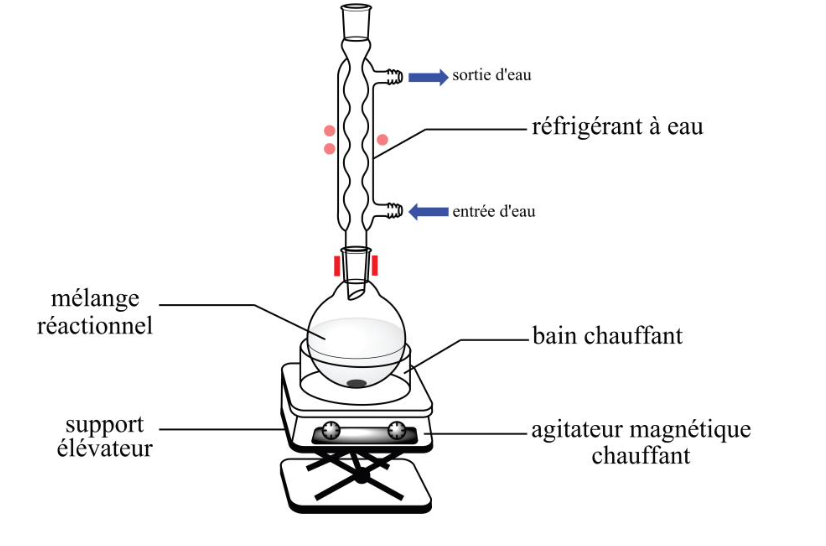 sortie d'eau
réfrigérant à eau
entrée d'eau
mélange
réactionnel
bain chauffant
support
élévateur
agitateur magnétique
chauffant